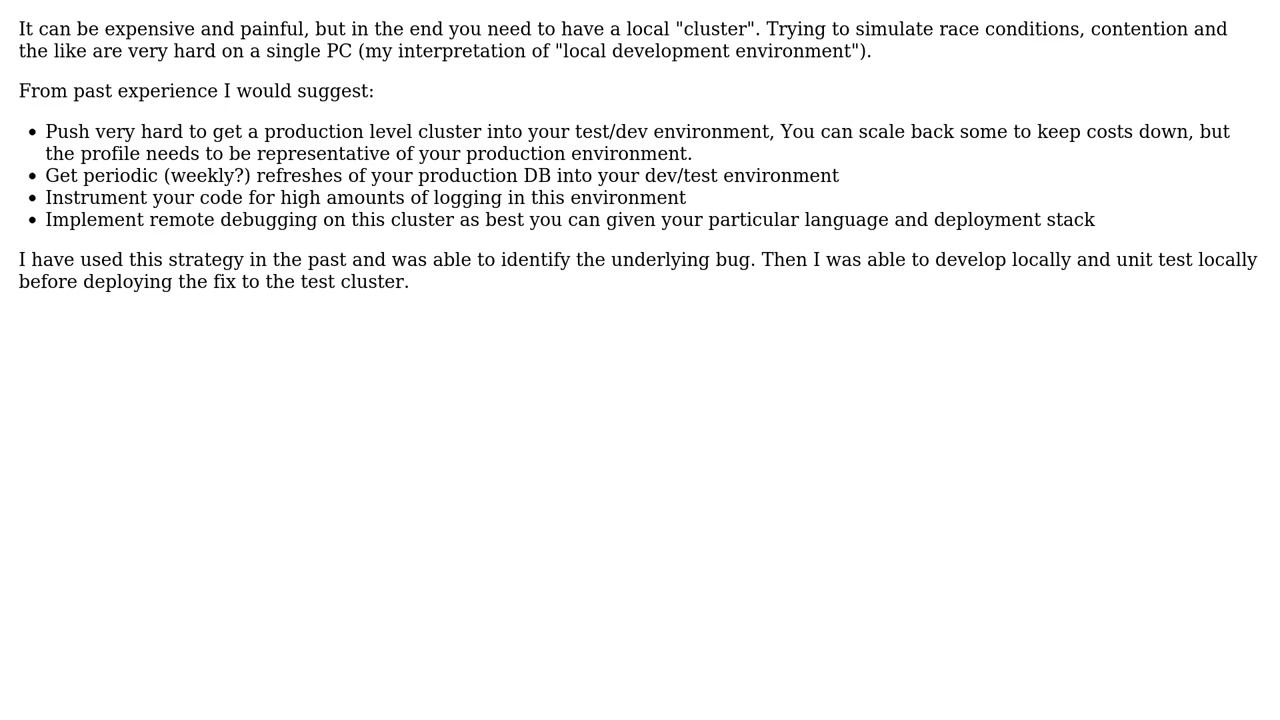 It can be expensive and painful, but in the end you need to have a local "cluster". Trying to simulate race conditions, contention and
the like are very hard on a single PC (my interpretation of "local development environment").
From past experience I would suggest:
• Push very hard to get a production level cluster into your test/dev environment, You can scale back some to keep costs down, but
the profile needs to be representative of your production environment.
• Get periodic (weekly?) refreshes of your production DB into your dev/test environment
• Instrument your code for high amounts of logging in this environment
• Implement remote debugging on this cluster as best you can given your particular language and deployment stack
I have used this strategy in the past and was able to identify the underlying bug. Then I was able to develop locally and unit test locally
before deploying the fix to the test cluster.